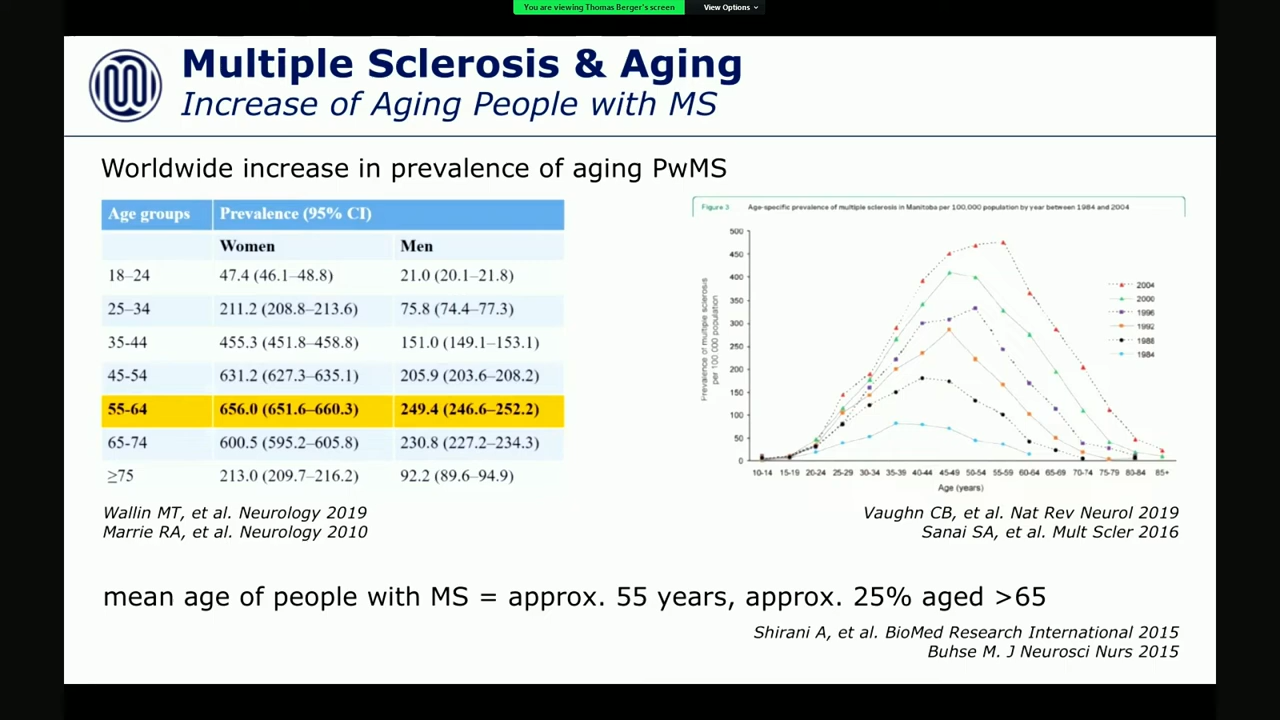 You are viewing Thomas Berger's screen
View Options
Multiple Sclerosis & Aging
Increase of Aging People with MS
Worldwide increase in prevalence of aging PwMS
Age groups Prevalence (95% CI)
Women Men
18–24 47.4 (46.1–48.8) 21.0 (20.1–21.8)
25–34 211.2 (208.8–213.6) 75.8 (74.4–77.3)
35-44 455.3 (451.8–458.8) 151.0 (149.1–153.1)
45-54 631.2 (627.3–635.1) 205.9 (203.6–208.2)
55-64 656.0 (651.6–660.3) 249.4 (246.6–252.2)
65-74 600.5 (595.2–605.8) 230.8 (227.2–234.3)
≥75 213.0 (209.7–216.2) 92.2 (89.6–94.9)
Wallin MT, et al. Neurology 2019
Marrie RA, et al. Neurology 2010
Figure 3 Age-specific prevalence of multiple sclerosis in Manitoba per 100,000 population by year between 1984 and 2004
Prevalence of multiple sclerosis
per 100 000 population
500
450
400
350
300
250
200
150
100
50
0
10-14 15-19 20-24 25-29 30-34 35-39 40-44 45-49 50-54 55-59 60-64 65-69 70-74 75-79 80-84 85+
Age (years)
2004
2000
1996
1992
1988
1984
Vaughn CB, et al. Nat Rev Neurol 2019
Sanai SA, et al. Mult Scler 2016
mean age of people with MS = approx. 55 years, approx. 25% aged >65
Shirani A, et al. BioMed Research International 2015
Buhse M. J Neurosci Nurs 2015